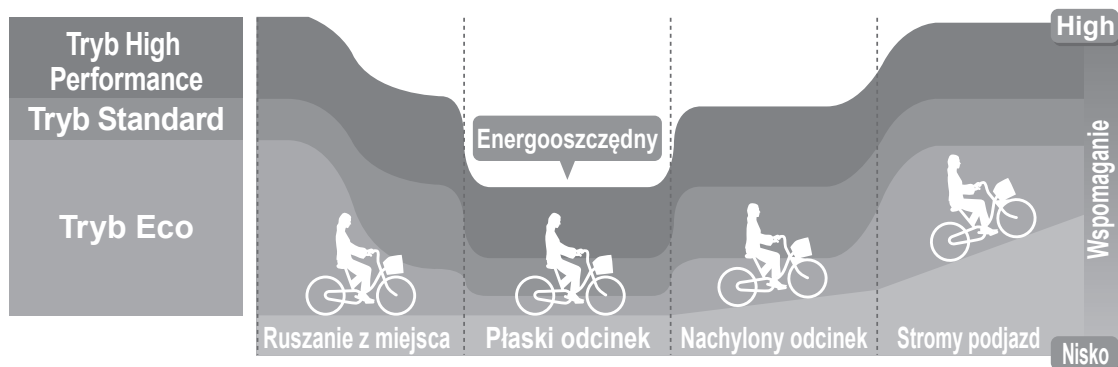 Tryb High
Performance
Tryb Standard
Tryb Eco
Energooszczędny
Ruszanie z miejsca
Płaski odcinek
Nachylony odcinek
Stromy podjazd
High
Wspomaganie
Nisko